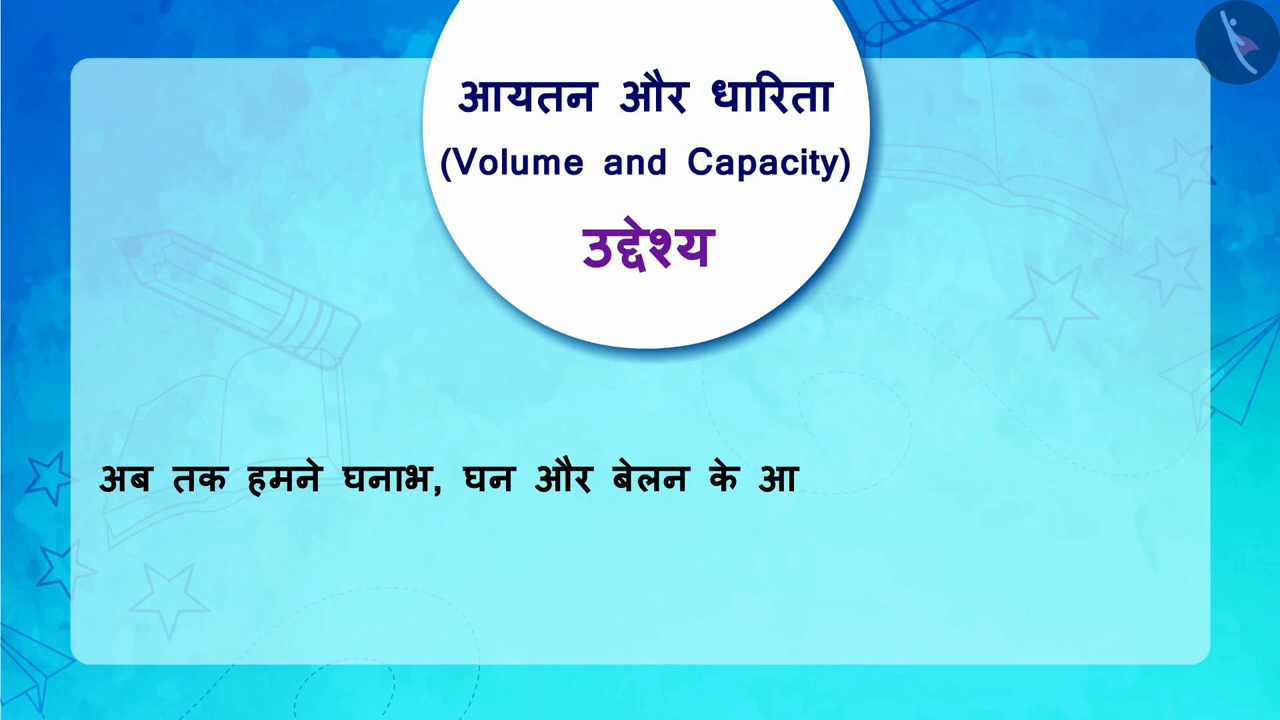 आयतन और धारिता
(Volume and Capacity)
उद्देश्य
अब तक हमने घनाभ, घन और बेलन के आ